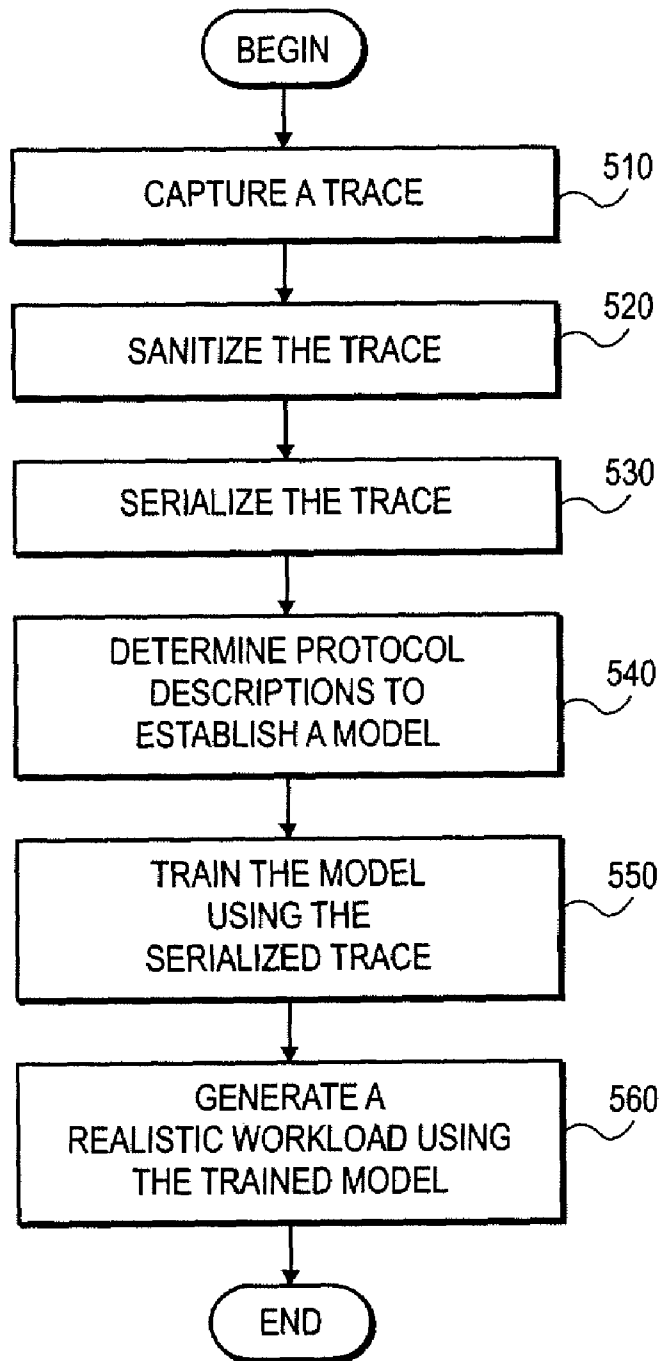 BEGIN
CAPTURE A TRACE
510
SANITIZE THE TRACE
520
SERIALIZE THE TRACE
530
DETERMINE PROTOCOL
DESCRIPTIONS TO
ESTABLISH A MODEL
540
TRAIN THE MODEL
USING THE
SERIALIZED TRACE
550
GENERATE A
REALISTIC WORKLOAD USING
THE TRAINED MODEL
560
END